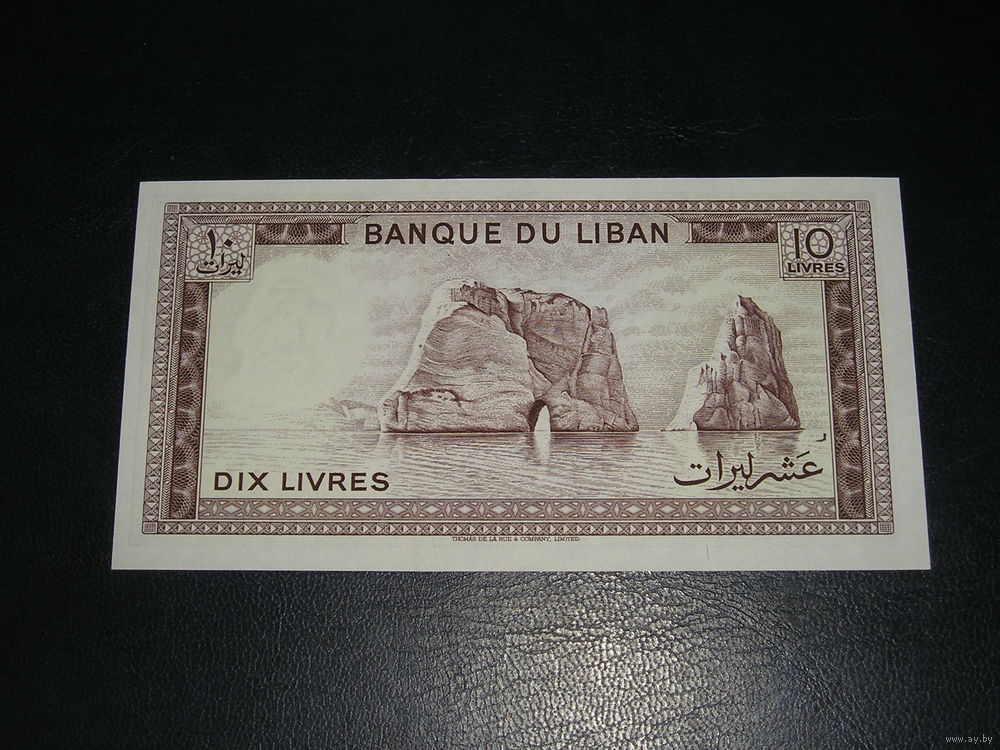 BANQUE DU LIBAN
١٠
ليرات
10
LIVRES
DIX LIVRES
عَشر ليرات
THOMAS DE LA RUE & COMPANY, LIMITED.
www.ay.by